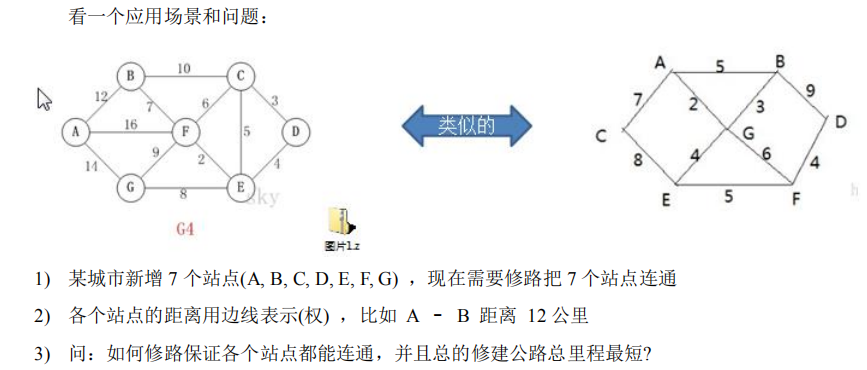 看一个应用场景和问题：
B
10
C
12
7
6
3
A
16
F
5
D
9
2
4
14
G
8
E
sky
G4
图片1.z
类似的
A
5
B
7
2
3
9
C
G
D
8
4
6
4
E
5
F
h
1) 某城市新增 7 个站点(A, B, C, D, E, F, G) ，现在需要修路把 7 个站点连通
2) 各个站点的距离用边线表示(权) ，比如 A – B 距离 12公里
3) 问：如何修路保证各个站点都能连通，并且总的修建公路总里程最短?